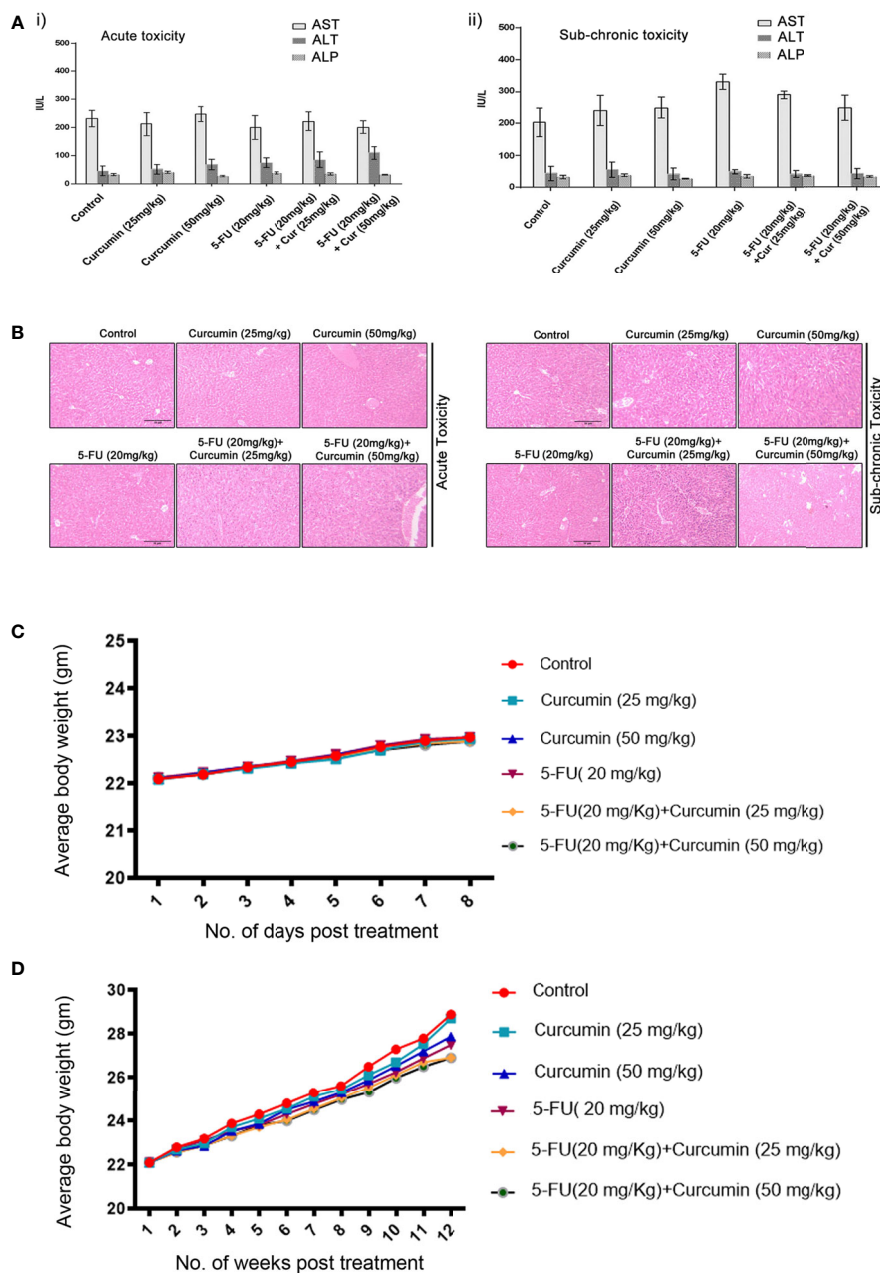 A
i)
Acute toxicity
AST
ALT
ALP
IU/L
500
400
300
200
100
0
Control
Curcumin (25mg/kg)
Curcumin (50mg/kg)
5-FU (20mg/kg)
5-FU (20mg/kg)
+ Cur (25mg/kg)
5-FU (20mg/kg)
+ Cur (50mg/kg)
ii)
Sub-chronic toxicity
AST
ALT
ALP
IU/L
500
400
300
200
100
0
Control
Curcumin (25mg/kg)
Curcumin (50mg/kg)
5-FU (20mg/kg)
5-FU (20mg/kg)
+Cur (25mg/kg)
5-FU (20mg/kg)
+ Cur (50mg/kg)
B
Control
Curcumin (25mg/kg)
Curcumin (50mg/kg)
5-FU (20mg/kg)
5-FU (20mg/kg)+
Curcumin (25mg/kg)
5-FU (20mg/kg)+
Curcumin (50mg/kg)
Acute Toxicity
Control
Curcumin (25mg/kg)
Curcumin (50mg/kg)
5-FU (20mg/kg)
5-FU (20mg/kg)+
Curcumin (25mg/kg)
5-FU (20mg/kg)+
Curcumin (50mg/kg)
Sub-chronic Toxicity
C
Average body weight (gm)
25
24
23
22
21
20
1 2 3 4 5 6 7 8
No. of days post treatment
Control
Curcumin (25 mg/kg)
Curcumin (50 mg/kg)
5-FU( 20 mg/kg)
5-FU(20 mg/Kg)+Curcumin (25 mg/kg)
5-FU(20 mg/Kg)+Curcumin (50 mg/kg)
D
Average body weight (gm)
30
28
26
24
22
20
1 2 3 4 5 6 7 8 9 10 11 12
No. of weeks post treatment
Control
Curcumin (25 mg/kg)
Curcumin (50 mg/kg)
5-FU( 20 mg/kg)
5-FU(20 mg/Kg)+Curcumin (25 mg/kg)
5-FU(20 mg/Kg)+Curcumin (50 mg/kg)